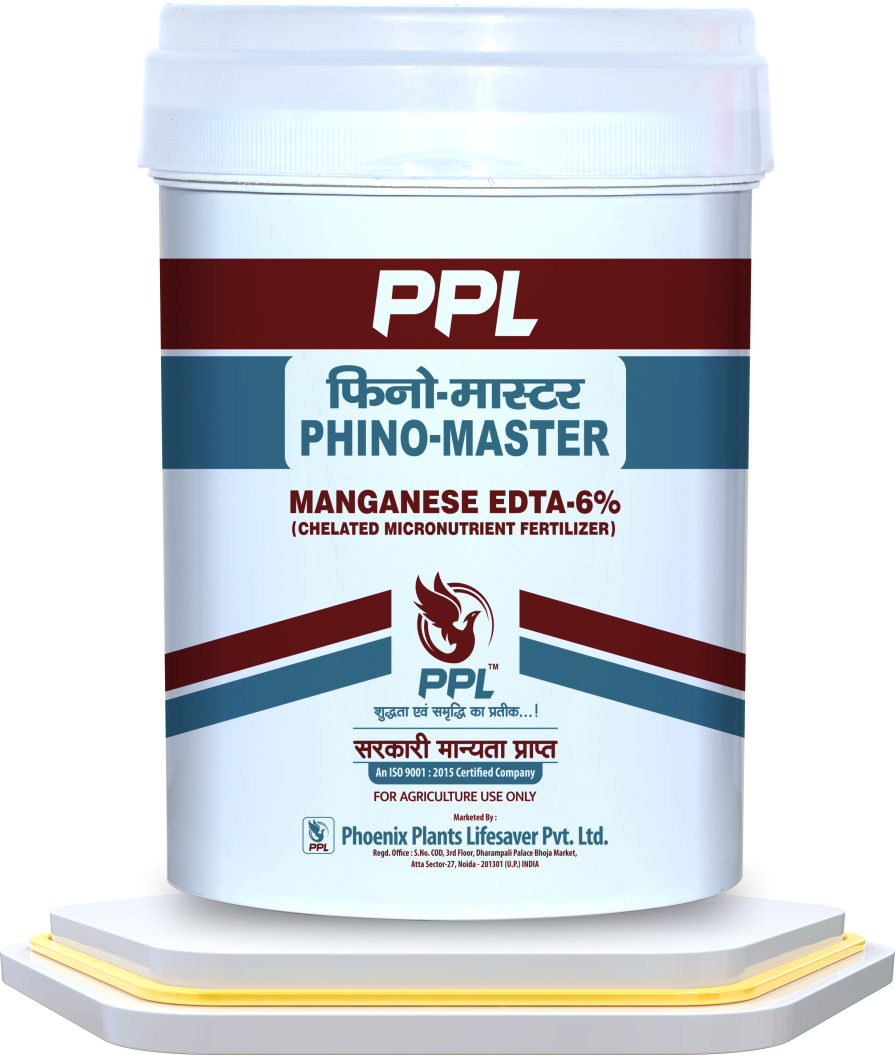 PPL
फिनो-मास्टर
PHINO-MASTER
MANGANESE EDTA-6%
(CHELATED MICRONUTRIENT FERTILIZER)
PPL™
शुद्धता एवं समृद्धि का प्रतीक...!
सरकारी मान्यता प्राप्त
An ISO 9001 : 2015 Certified Company
FOR AGRICULTURE USE ONLY
Marketed By :
PPL
Phoenix Plants Lifesaver Pvt. Ltd.
Regd. Office : S.No. COD, 3rd Floor, Dharampali Palace Bhoja Market,
Atta Sector-27, Noida - 201301 (U.P.) INDIA